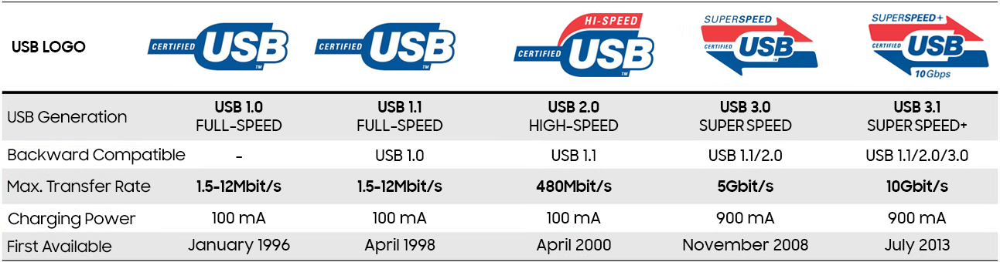 USB LOGO
CERTIFIED USB TM
CERTIFIED USB TM
HI-SPEED CERTIFIED USB TM
SUPERSPEED CERTIFIED USB TM
SUPERSPEED+ CERTIFIED USB TM 10Gbps
USB Generation
USB 1.0
FULL-SPEED
USB 1.1
FULL-SPEED
USB 2.0
HIGH-SPEED
USB 3.0
SUPER SPEED
USB 3.1
SUPER SPEED+
Backward Compatible - USB 1.0 USB 1.1 USB 1.1/2.0 USB 1.1/2.0/3.0
Max. Transfer Rate 1.5-12Mbit/s 1.5-12Mbit/s 480Mbit/s 5Gbit/s 10Gbit/s
Charging Power 100 mA 100 mA 100 mA 900 mA 900 mA
First Available January 1996 April 1998 April 2000 November 2008 July 2013